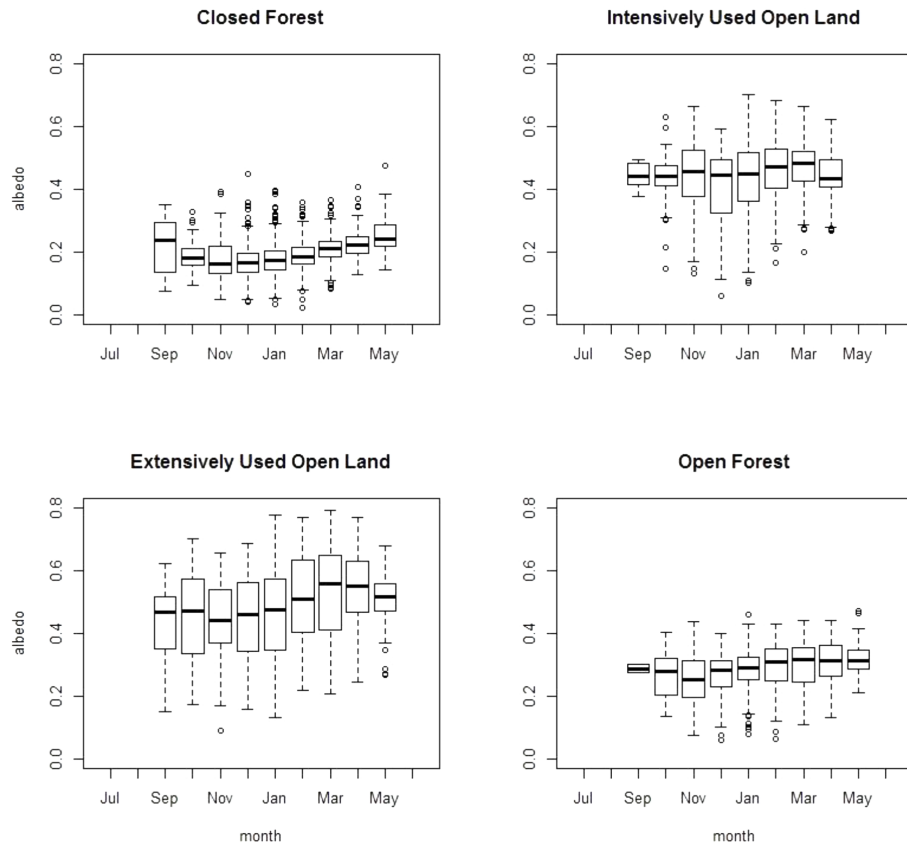 Closed Forest
albedo
0.8
0.6
0.4
0.2
0.0
Jul Sep Nov Jan Mar May
Intensively Used Open Land
0.8
0.6
0.4
0.2
0.0
Jul Sep Nov Jan Mar May
Extensively Used Open Land
albedo
0.8
0.6
0.4
0.2
0.0
Jul Sep Nov Jan Mar May
month
Open Forest
0.8
0.6
0.4
0.2
0.0
Jul Sep Nov Jan Mar May
month